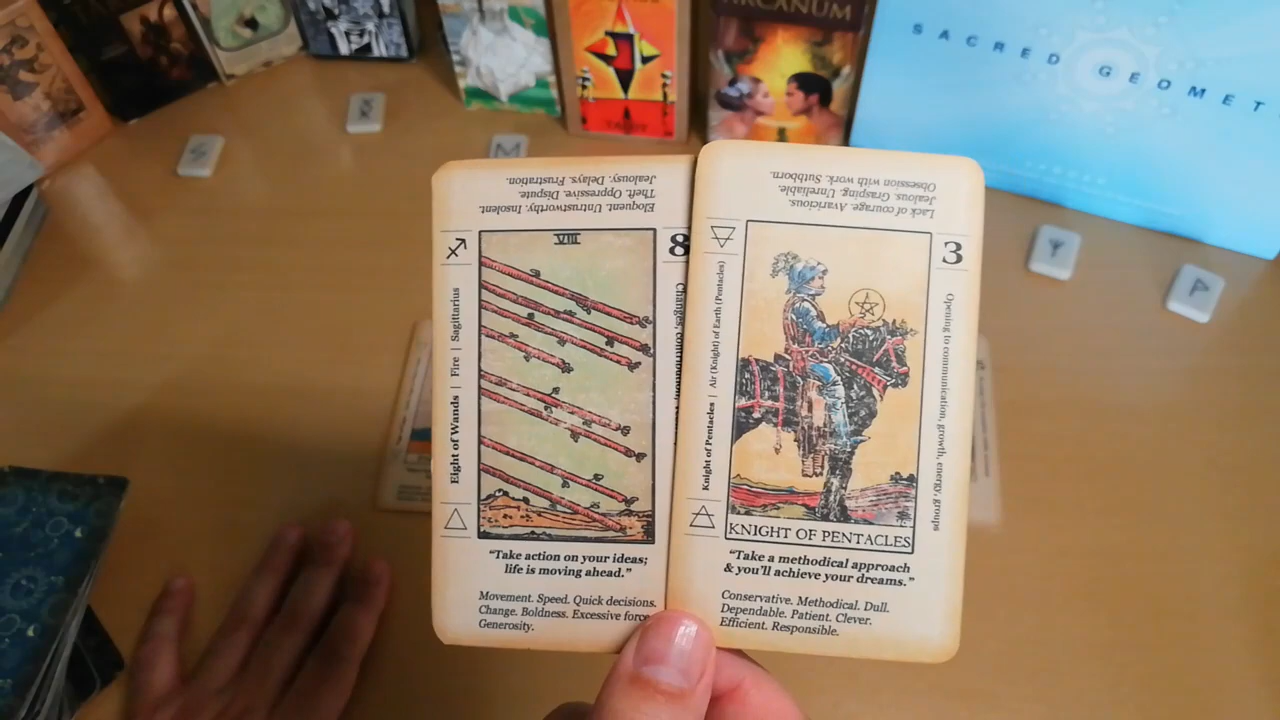 ARCANUM
SACRED GEOMET
TAROT
Eloquent. Untrustworthy. Insolent.
Theft. Oppressive. Dispute.
Jealousy. Delays. Frustration.
VIII
8
Eight of Wands | Fire | Sagittarius
"Take action on your ideas;
life is moving ahead."
Movement. Speed. Quick decisions.
Change. Boldness. Excessive force
Generosity.
Lack of courage. Avaricious.
Jealous. Grasping. Unreliable.
Obsession with work. Sutbborn.
3
Knight of Pentacles | Air (Knight) of Earth (Pentacles)
Opening to communication, growth, energy, groups
KNIGHT OF PENTACLES
"Take a methodical approach
& you'll achieve your dreams."
Conservative. Methodical. Dull.
Dependable. Patient. Clever.
Efficient. Responsible.